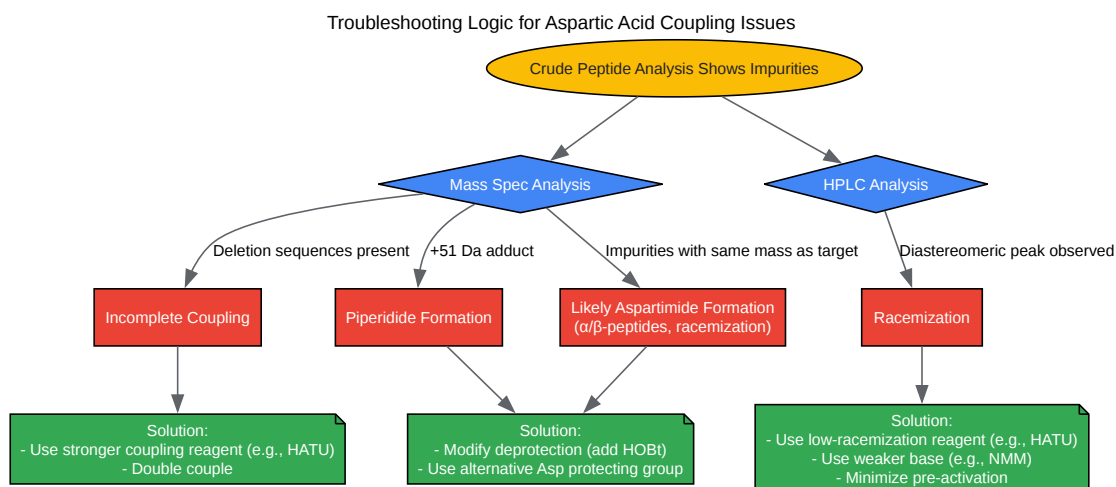 Troubleshooting Logic for Aspartic Acid Coupling Issues
Crude Peptide Analysis Shows Impurities
Mass Spec Analysis
HPLC Analysis
Deletion sequences present
+51 Da adduct
Impurities with same mass as target
Diastereomeric peak observed
Incomplete Coupling
Piperidide Formation
Likely Aspartimide Formation
(α/β-peptides, racemization)
Racemization
Solution:
- Use stronger coupling reagent (e.g., HATU)
- Double couple
Solution:
- Modify deprotection (add HOBt)
- Use alternative Asp protecting group
Solution:
- Use low-racemization reagent (e.g., HATU)
- Use weaker base (e.g., NMM)
- Minimize pre-activation